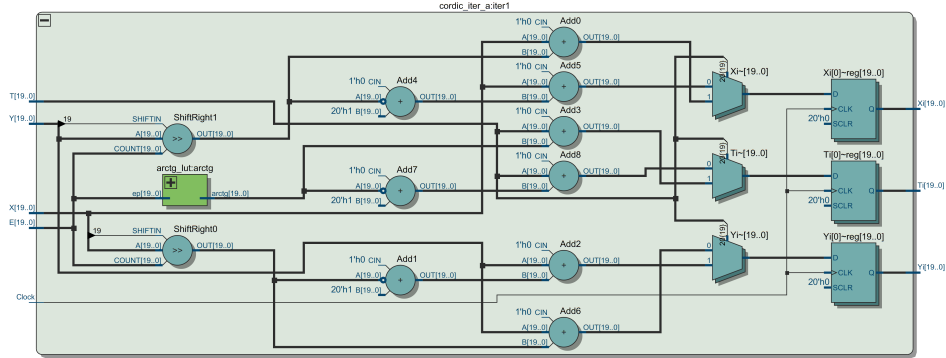 cordic_iter_a:iter1
1'h0 CIN
Add0
A[19..0]
OUT[19..0]
B[19..0]
1'h0 CIN
Add5
A[19..0]
OUT[19..0]
B[19..0]
1'h0 CIN
Add4
A[19..0]
OUT[19..0]
20'h1 B[19..0]
1'h0 CIN
Add3
A[19..0]
OUT[19..0]
B[19..0]
1'h0 CIN
Add8
A[19..0]
OUT[19..0]
B[19..0]
T[19..0]
Y[19..0]
19
SHIFTIN
ShiftRight1
A[19..0]
>>
OUT[19..0]
COUNT[19..0]
arctg_lut:arctg
ep[19..0]
arctg[19..0]
1'h0 CIN
Add7
A[19..0]
OUT[19..0]
20'h1 B[19..0]
X[19..0]
E[19..0]
19
SHIFTIN
ShiftRight0
A[19..0]
>>
OUT[19..0]
COUNT[19..0]
1'h0 CIN
Add1
A[19..0]
OUT[19..0]
20'h1 B[19..0]
1'h0 CIN
Add2
A[19..0]
OUT[19..0]
B[19..0]
1'h0 CIN
Add6
A[19..0]
OUT[19..0]
B[19..0]
Clock
Xi~[19..0]
0
1
Ti~[19..0]
0
1
Yi~[19..0]
0
1
Xi[0]~reg[19..0]
D
>CLK
Q
20'h0
SCLR
Xi[19..0]
Ti[0]~reg[19..0]
D
>CLK
Q
20'h0
SCLR
Ti[19..0]
Yi[0]~reg[19..0]
D
>CLK
Q
20'h0
SCLR
Yi[19..0]